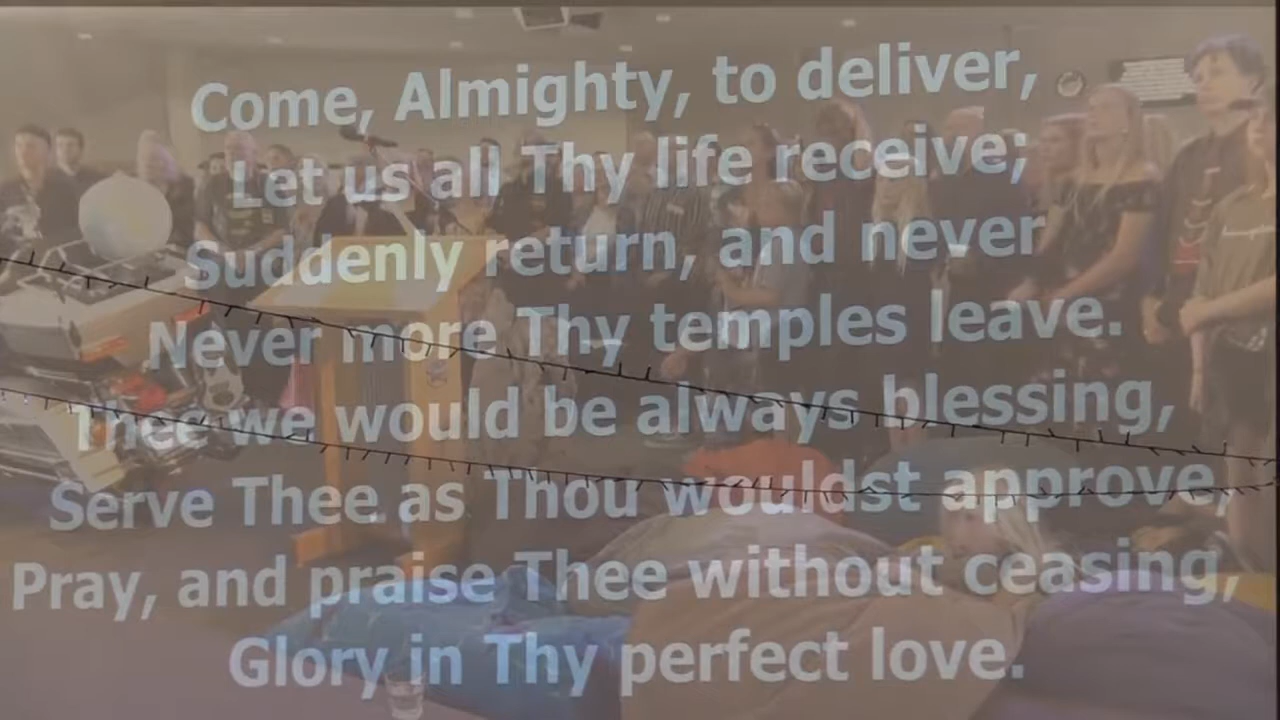 Come, Almighty, to deliver,
Let us all Thy life receive;
Suddenly return, and never
Never more Thy temples leave.
Thee we would be always blessing,
Serve Thee as Thou wouldst approve,
Pray, and praise Thee without ceasing,
Glory in Thy perfect love.